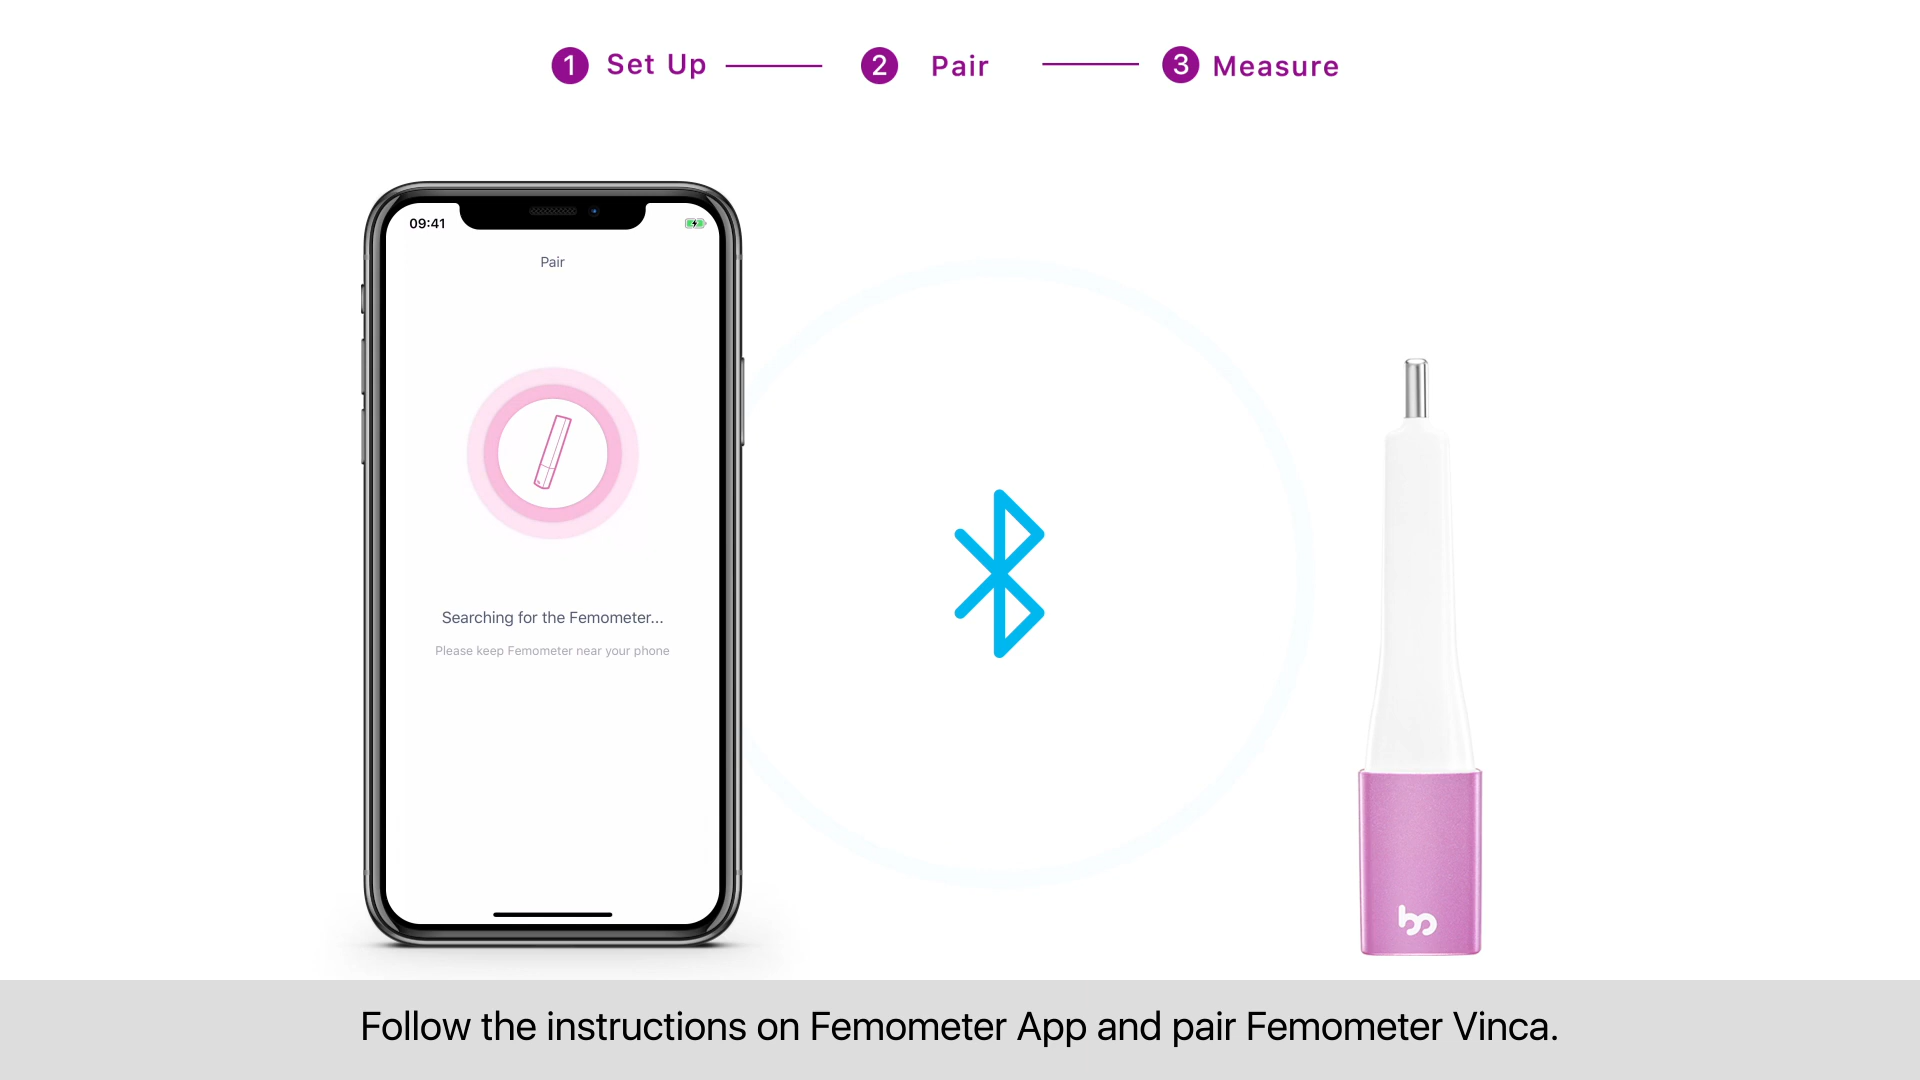 1 Set Up 2 Pair 3 Measure
09:41
Pair
Searching for the Femometer...
Please keep Femometer near your phone
Follow the instructions on Femometer App and pair Femometer Vinca.